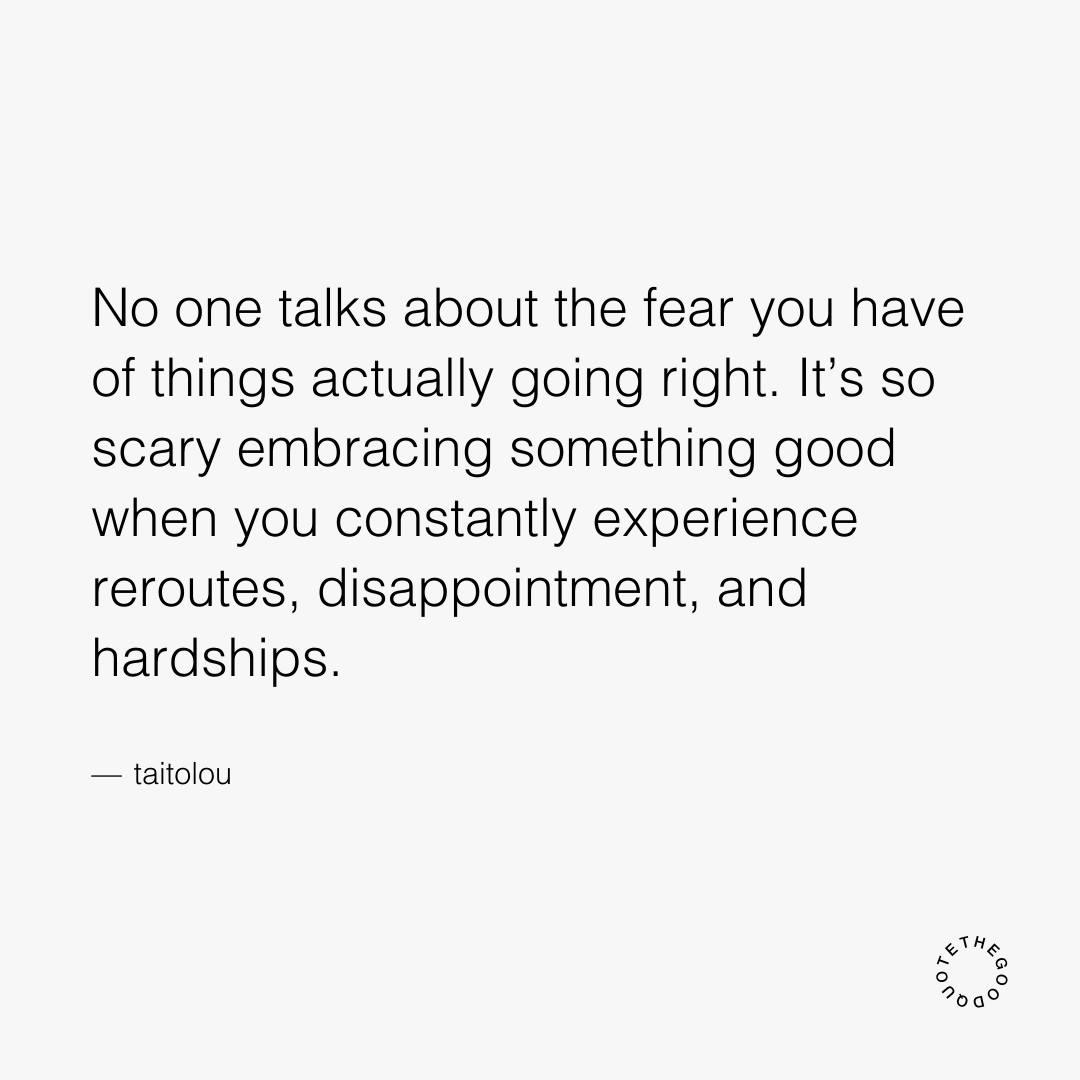 No one talks about the fear you have
of things actually going right. It’s so
scary embracing something good
when you constantly experience
reroutes, disappointment, and
hardships.
— taitolou
THEGOODQUOTE